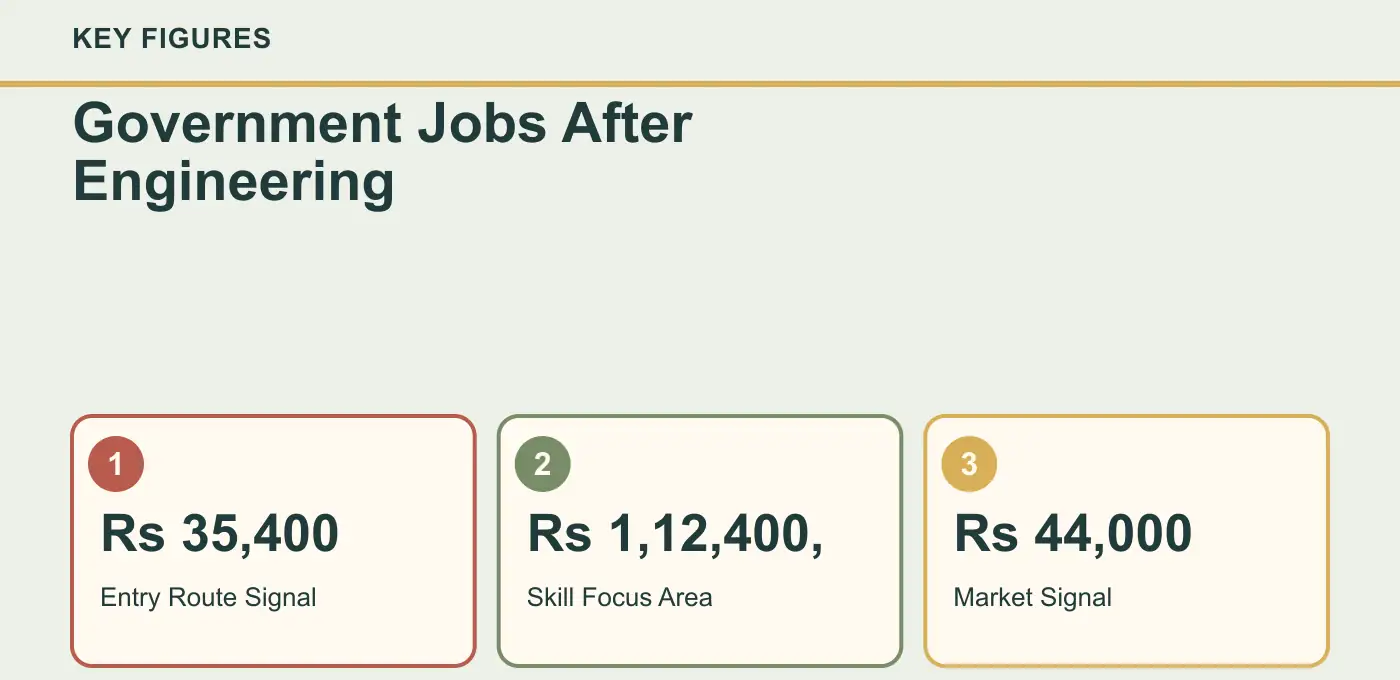 KEY FIGURES
Government Jobs After
Engineering
1
Rs 35,400
Entry Route Signal
2
Rs 1,12,400,
Skill Focus Area
3
Rs 44,000
Market Signal